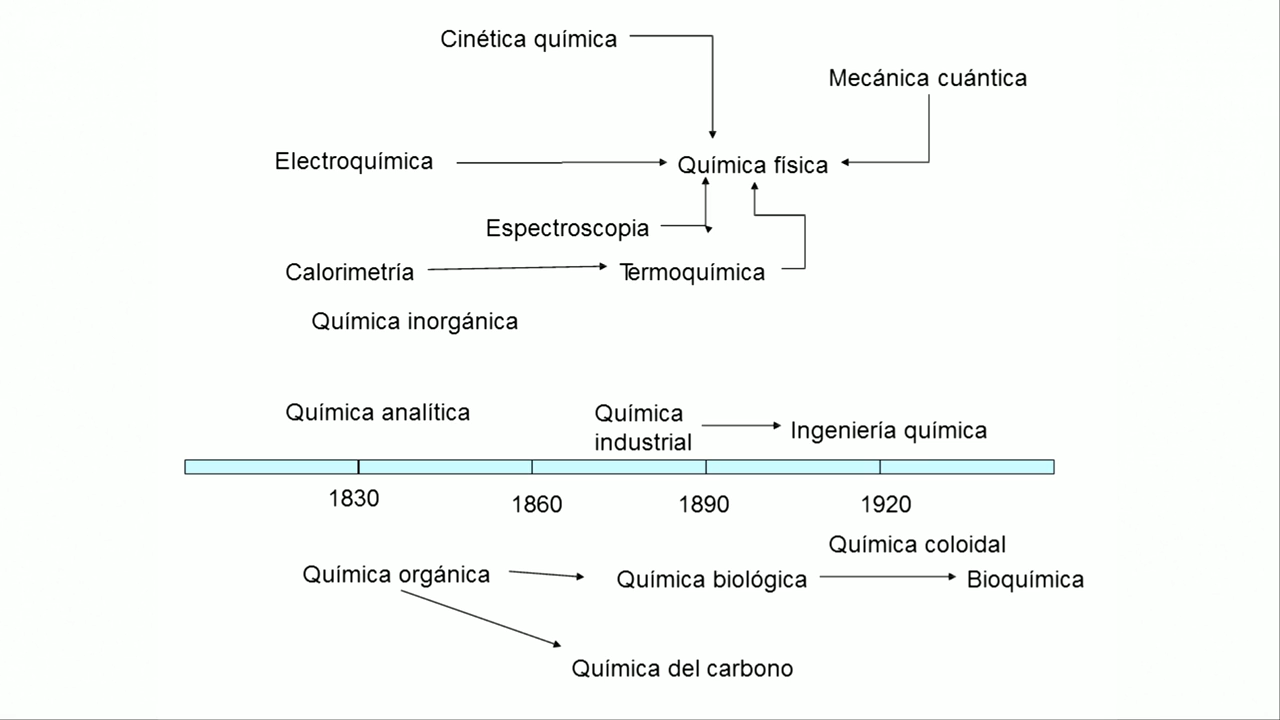 Cinética química
Mecánica cuántica
Electroquímica
Química física
Espectroscopia
Calorimetría
Termoquímica
Química inorgánica
Química analítica
Química
industrial
Ingeniería química
1830
1860
1890
1920
Química coloidal
Química orgánica
Química biológica
Bioquímica
Química del carbono